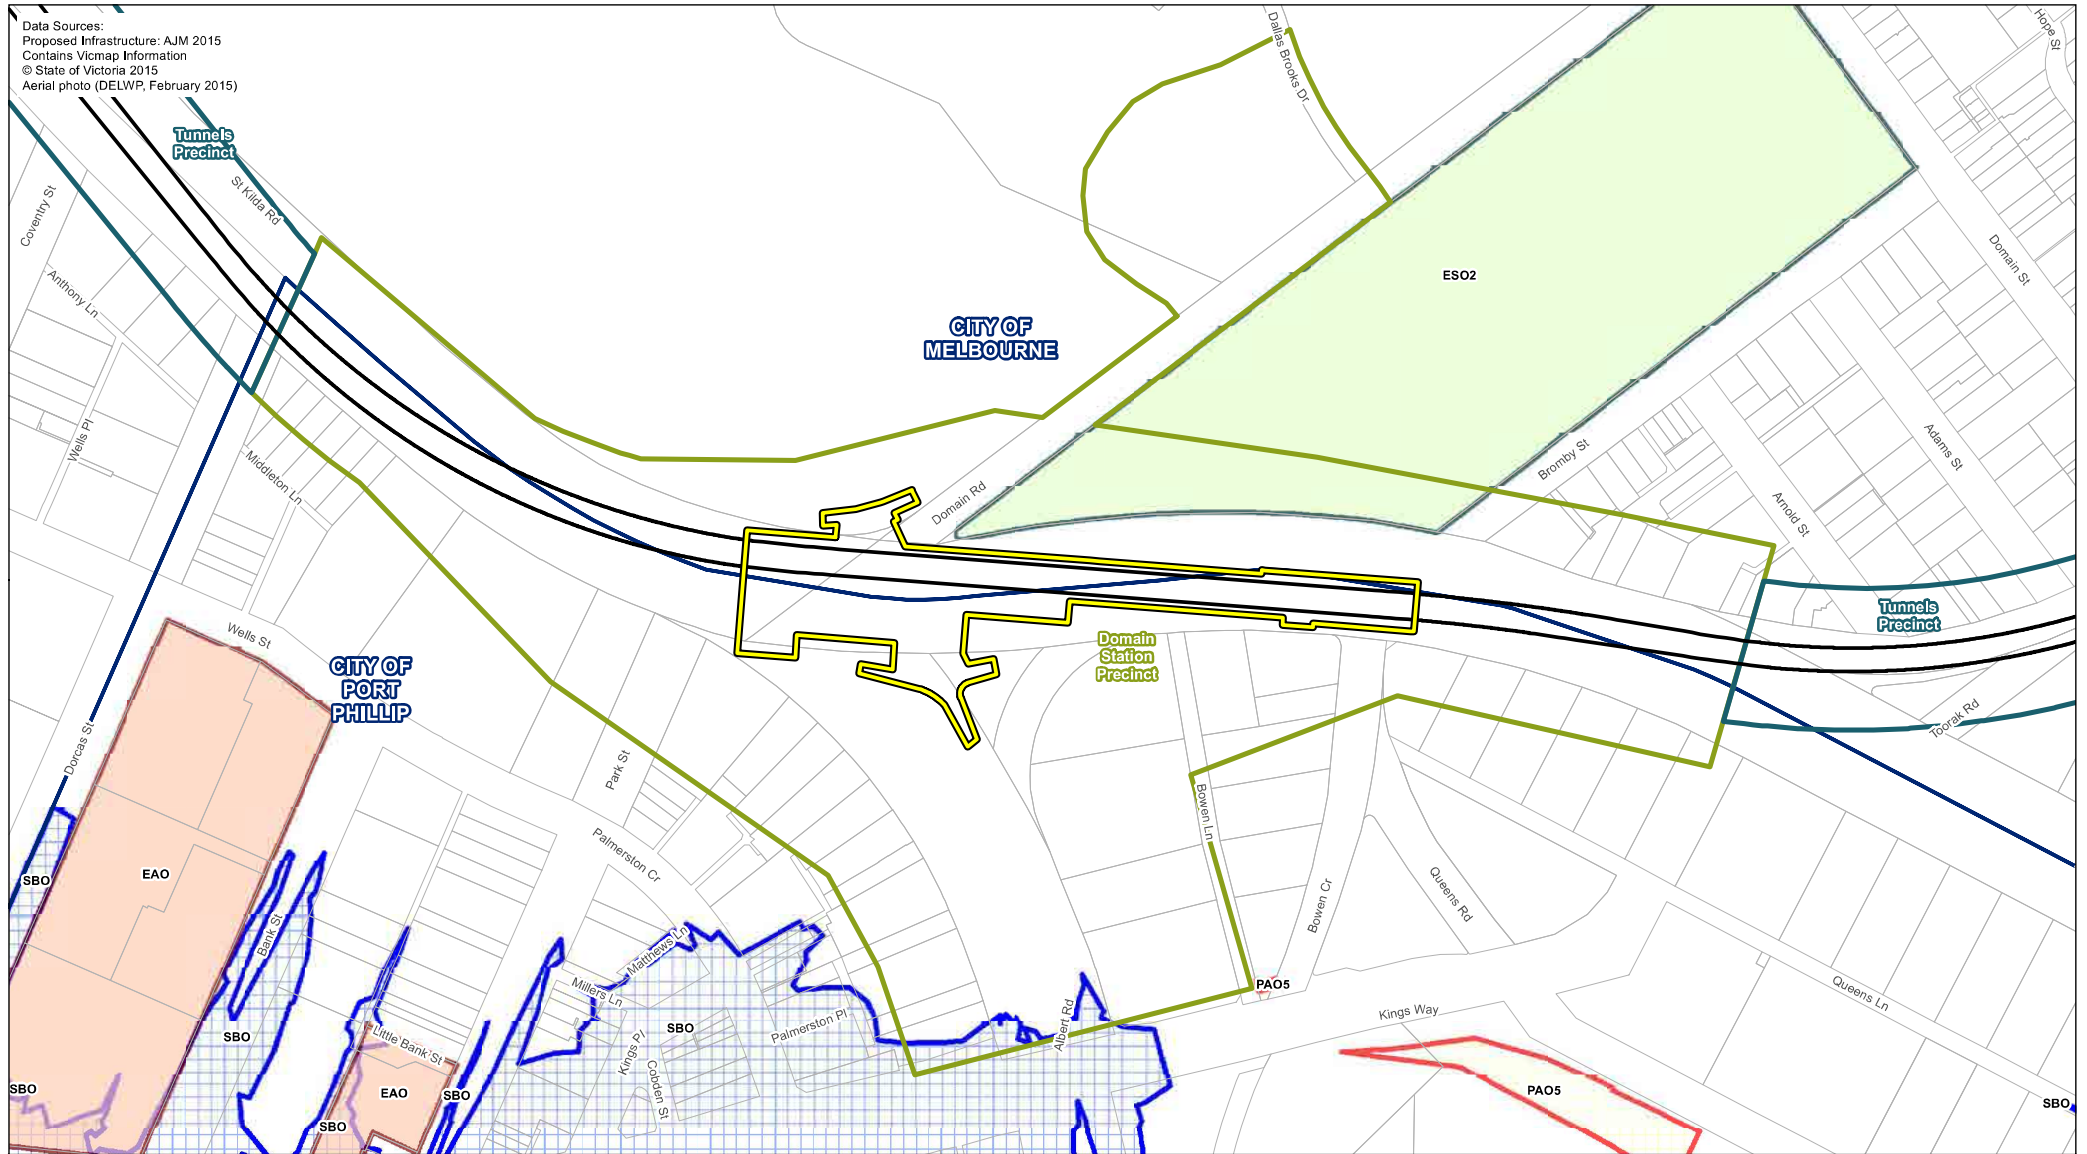 Data Sources:
Proposed Infrastructure: AJM 2015
Contains Vicmap Information
© State of Victoria 2015
Aerial photo (DELWP, February 2015)
Dallas Brooks Dr
Hope St
Tunnels
Precinct
St Kilda Rd
Coventry St
Anthony Ln
Domain St
ESO2
CITY OF
MELBOURNE
Wells Pl
Middleton Ln
Domain Rd
Bromby St
Adams St
Arnold St
Tunnels
Precinct
Domain
Station
Precinct
Wells St
CITY OF
PORT
PHILLIP
Dorcas St
Toorak Rd
Park St
Bowen Ln
Palmerston Cr
Queens Rd
Bowen Cr
SBO
EAO
Bank St
Matthews Ln
Millers Ln
PAO5
Queens Ln
Kings Way
Albert Rd
Palmerston Pl
SBO
SBO
Little Bank St
Kings Pl
Cobden St
SBO
EAO
SBO
PAO5
SBO
SBO